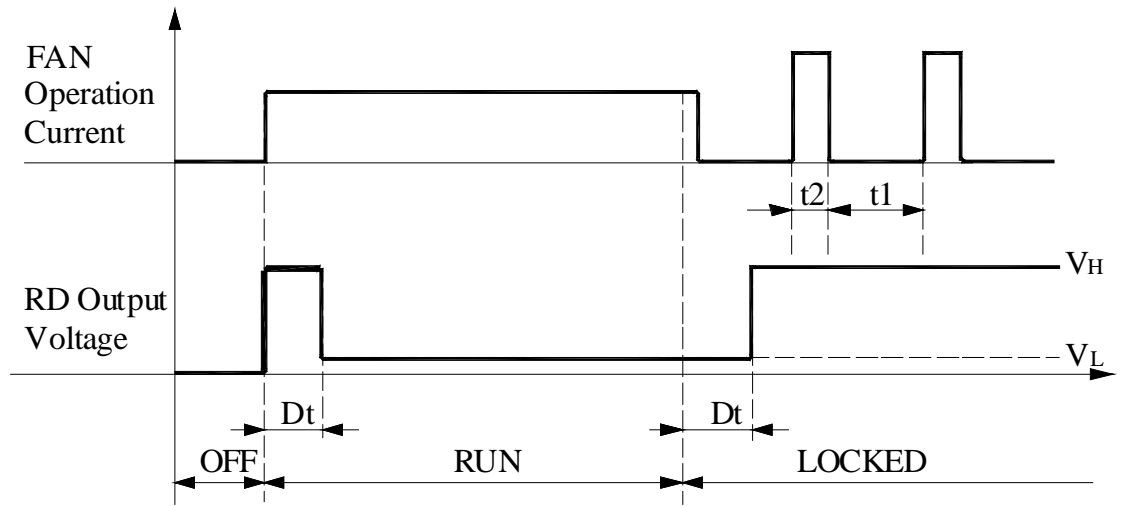 FAN
Operation
Current
t2
t1
VH
RD Output
Voltage
VL
Dt
Dt
OFF
RUN
LOCKED